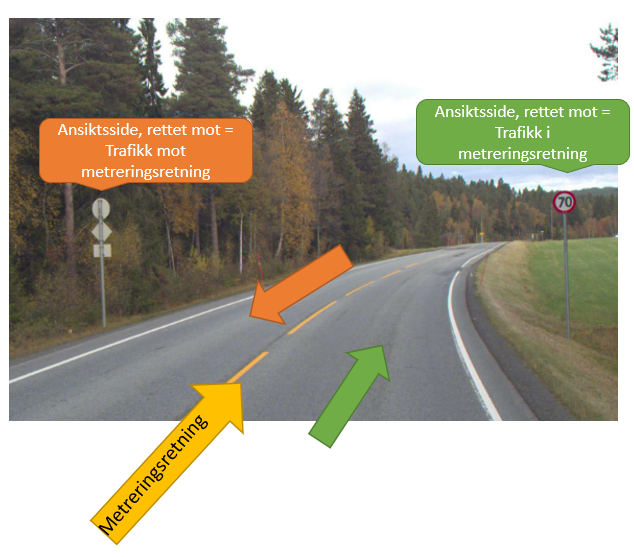 Ansiktsside, rettet mot =
Trafikk mot
metreringsretning
Ansiktsside, rettet mot =
Trafikk i
metreringsretning
70
Metreringsretning